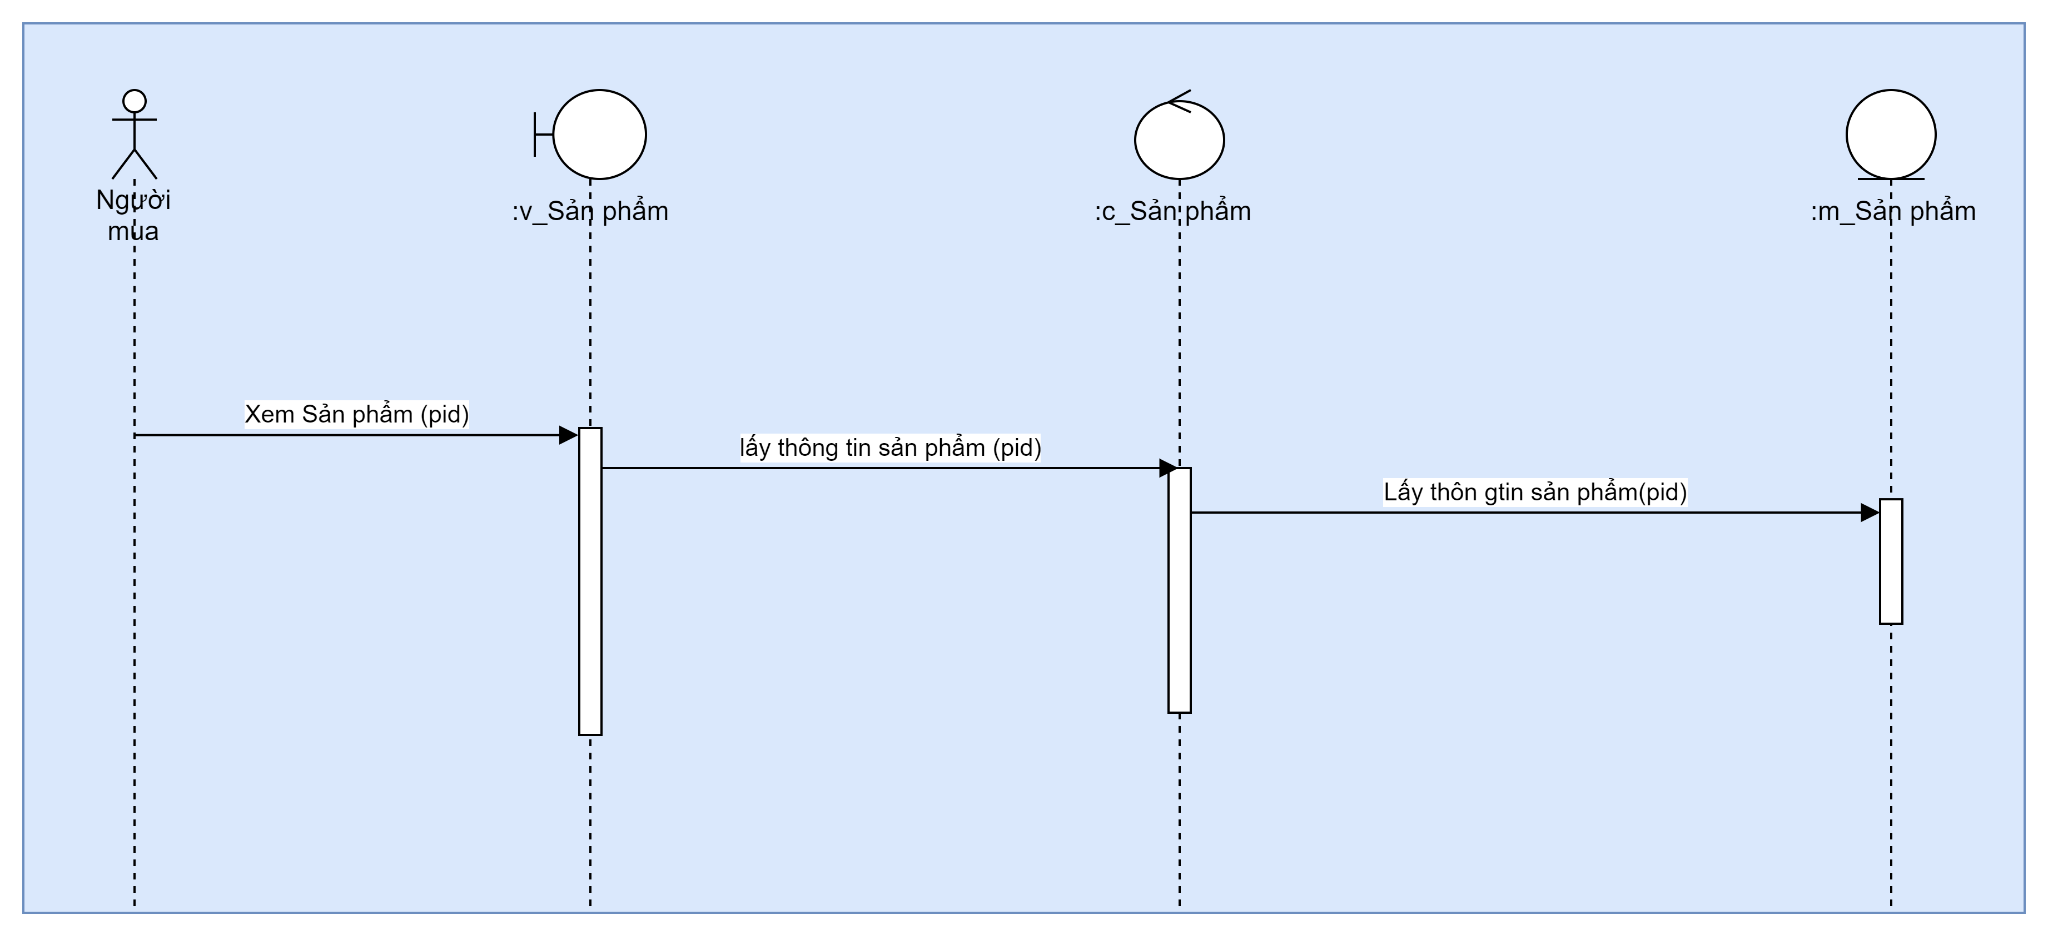 Người
mua
:v_Sản phẩm
:c_Sản phẩm
:m_Sản phẩm
Xem Sản phẩm (pid)
lấy thông tin sản phẩm (pid)
Lấy thôn gtin sản phẩm(pid)